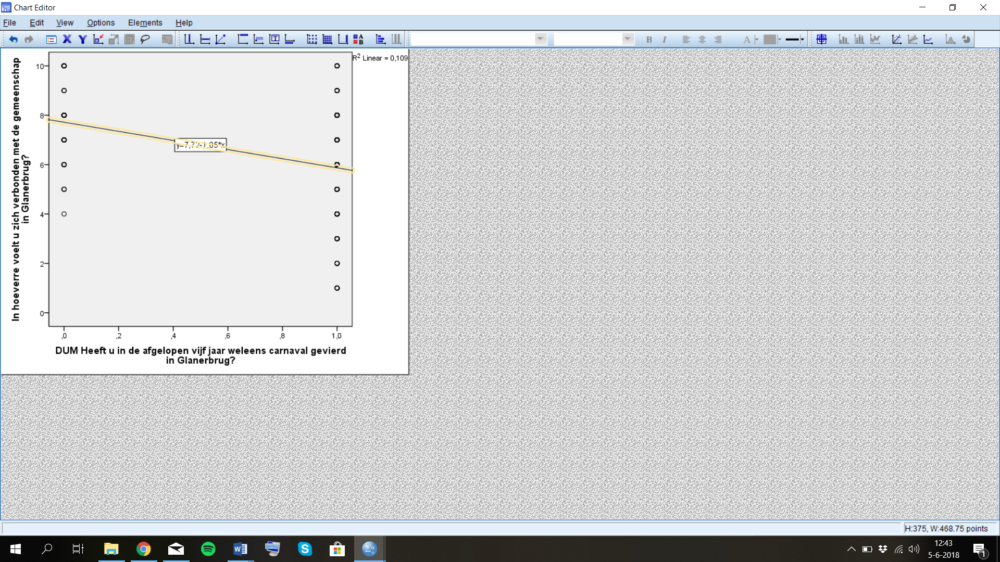 Chart Editor
File Edit View Options Elements Help
X Y T A B B I A
R² Linear = 0,109
In hoeverre voelt u zich verbonden met de gemeenschap
in Glanerbrug?
10
8
6
4
2
0
y=7,72-1,85*x
,0 ,2 ,4 ,6 ,8 1,0
DUM Heeft u in de afgelopen vijf jaar weleens carnaval gevierd
in Glanerbrug?
H:375, W:468.75 points
12:43
5-6-2018
1